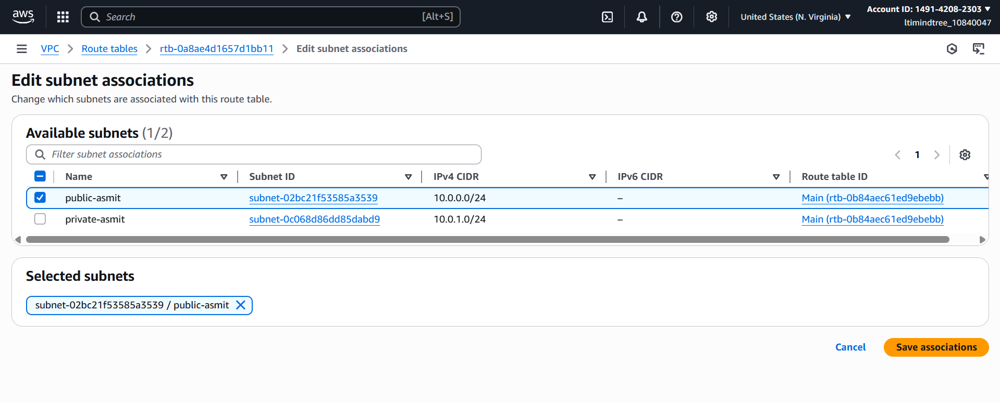 aws
Search [Alt+S]
United States (N. Virginia)
Account ID: 1491-4208-2303
ltimindtree_10840047
VPC > Route tables > rtb-0a8ae4d1657d1bb11 > Edit subnet associations
Edit subnet associations
Change which subnets are associated with this route table.
Available subnets (1/2)
Filter subnet associations
1
Name Subnet ID IPv4 CIDR IPv6 CIDR Route table ID
public-asmit subnet-02bc21f53585a3539 10.0.0.0/24 – Main (rtb-0b84aec61ed9ebebb)
private-asmit subnet-0c068d86dd85dabd9 10.0.1.0/24 – Main (rtb-0b84aec61ed9ebebb)
Selected subnets
subnet-02bc21f53585a3539 / public-asmit
Cancel Save associations